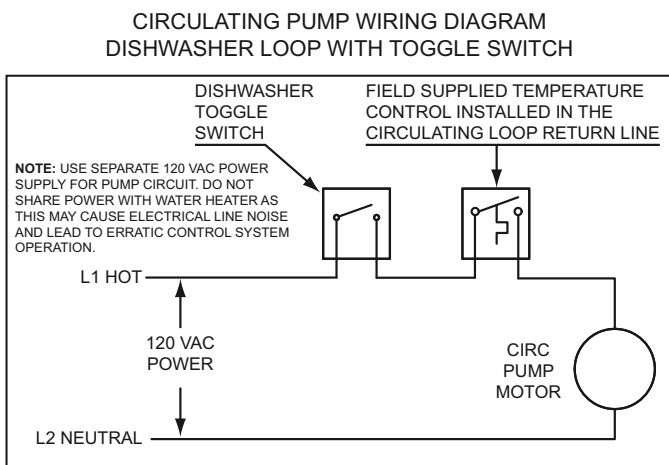 CIRCULATING PUMP WIRING DIAGRAM
DISHWASHER LOOP WITH TOGGLE SWITCH
DISHWASHER
TOGGLE
SWITCH
FIELD SUPPLIED TEMPERATURE
CONTROL INSTALLED IN THE
CIRCULATING LOOP RETURN LINE
NOTE: USE SEPARATE 120 VAC POWER
SUPPLY FOR PUMP CIRCUIT. DO NOT
SHARE POWER WITH WATER HEATER AS
THIS MAY CAUSE ELECTRICAL LINE NOISE
AND LEAD TO ERRATIC CONTROL SYSTEM
OPERATION.
L1 HOT
120 VAC
POWER
CIRC
PUMP
MOTOR
L2 NEUTRAL